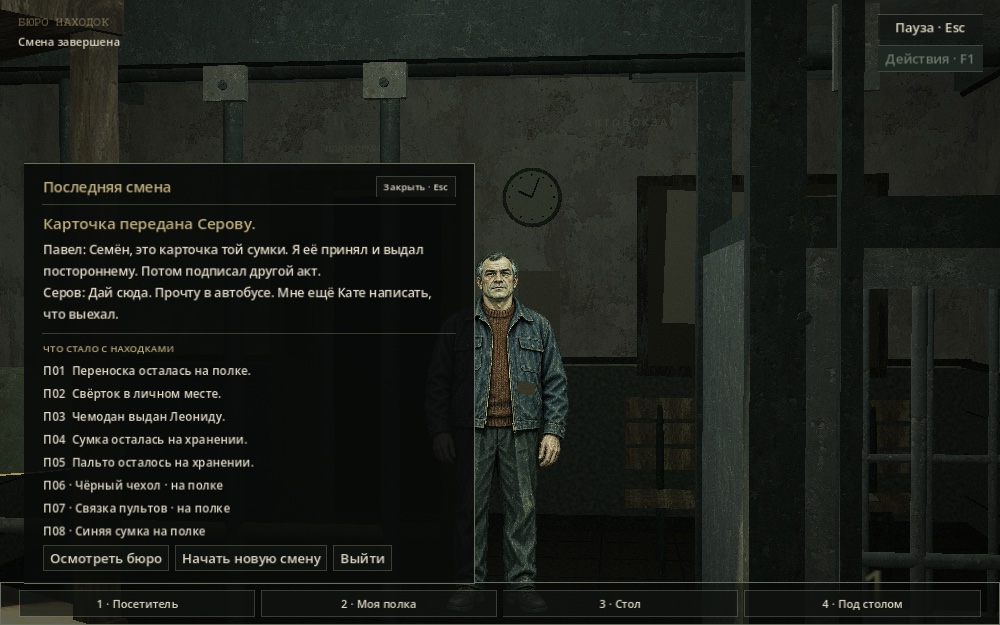 БЮРО НАХОДОК
Смена завершена
Пауза · Esc
Действия · F1
АВТОВОКЗАЛ
Последняя смена
Закрыть · Esc
Карточка передана Серову.
Павел: Семён, это карточка той сумки. Я её принял и выдал
постороннему. Потом подписал другой акт.
Серов: Дай сюда. Прочту в автобусе. Мне ещё Кате написать,
что выехал.
ЧТО СТАЛО С НАХОДКАМИ
П01 Переноска осталась на полке.
П02 Свёрток в личном месте.
П03 Чемодан выдан Леониду.
П04 Сумка осталась на хранении.
П05 Пальто осталось на хранении.
П06 · Чёрный чехол · на полке
П07 · Связка пультов · на полке
П08 · Синяя сумка на полке
Осмотреть бюро
Начать новую смену
Выйти
1 · Посетитель
2 · Моя полка
3 · Стол
4 · Под столом